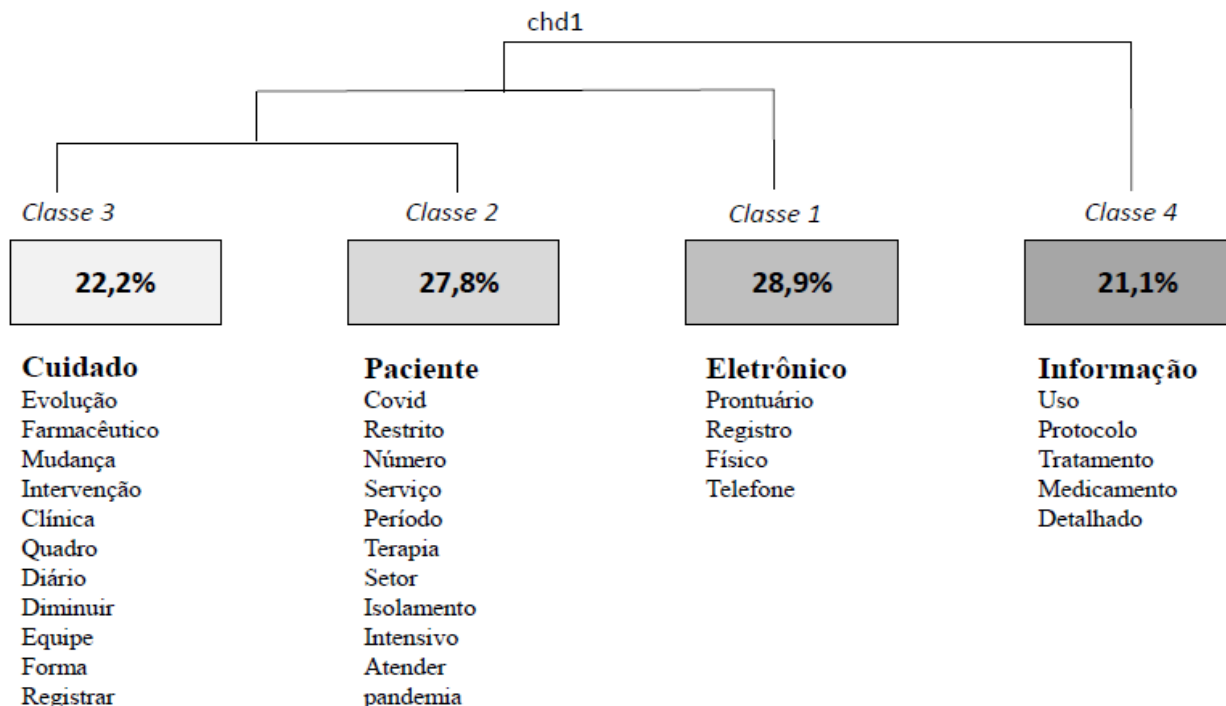 chd1
Classe 3
Classe 2
Classe 1
Classe 4
22,2%
27,8%
28,9%
21,1%
Cuidado
Evolução
Farmacêutico
Mudança
Intervenção
Clínica
Quadro
Diário
Diminuir
Equipe
Forma
Registrar
Paciente
Covid
Restrito
Número
Serviço
Período
Terapia
Setor
Isolamento
Intensivo
Atender
pandemia
Eletrônico
Prontuário
Registro
Físico
Telefone
Informação
Uso
Protocolo
Tratamento
Medicamento
Detalhado